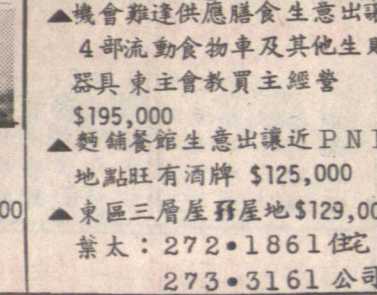 ▲機會難逢供應膳食生意出讓
4部流動食物車及其他生財
器具東主會教買主經營
$195,000
▲麵鋪餐館生意出讓近PN
地點旺有酒牌 $125,000
00 ▲東區三層屋孖屋地$129,00
葉太：272•1861住宅
273•3161公司